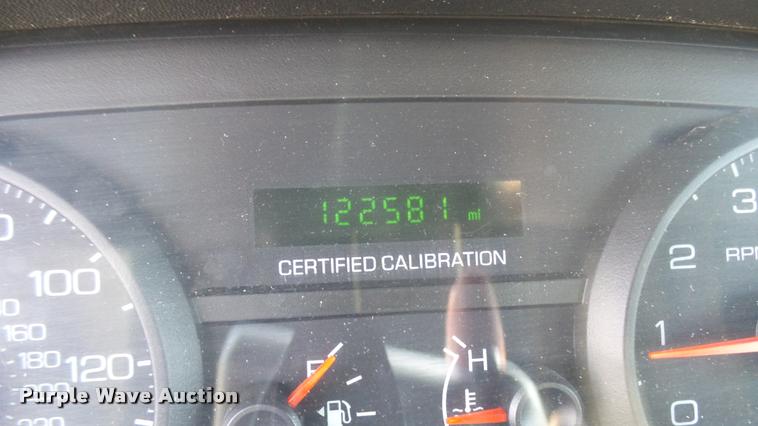 122581 mi
CERTIFIED CALIBRATION
100
160
180
120
F
H
3
2
RPM
1
0
Purple Wave Auction